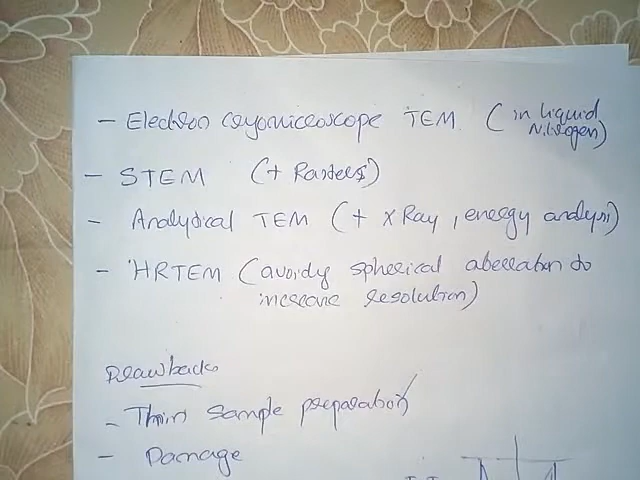 - Electron cryomicroscope TEM (in liquid
Nitrogen)
- STEM (+ Rasters)
- Analytical TEM (+ x Ray, energy analysis)
- HRTEM (avoidg spherical aberration to
increase resolution)
Drawbacks
- Thin sample preparation
- Damage